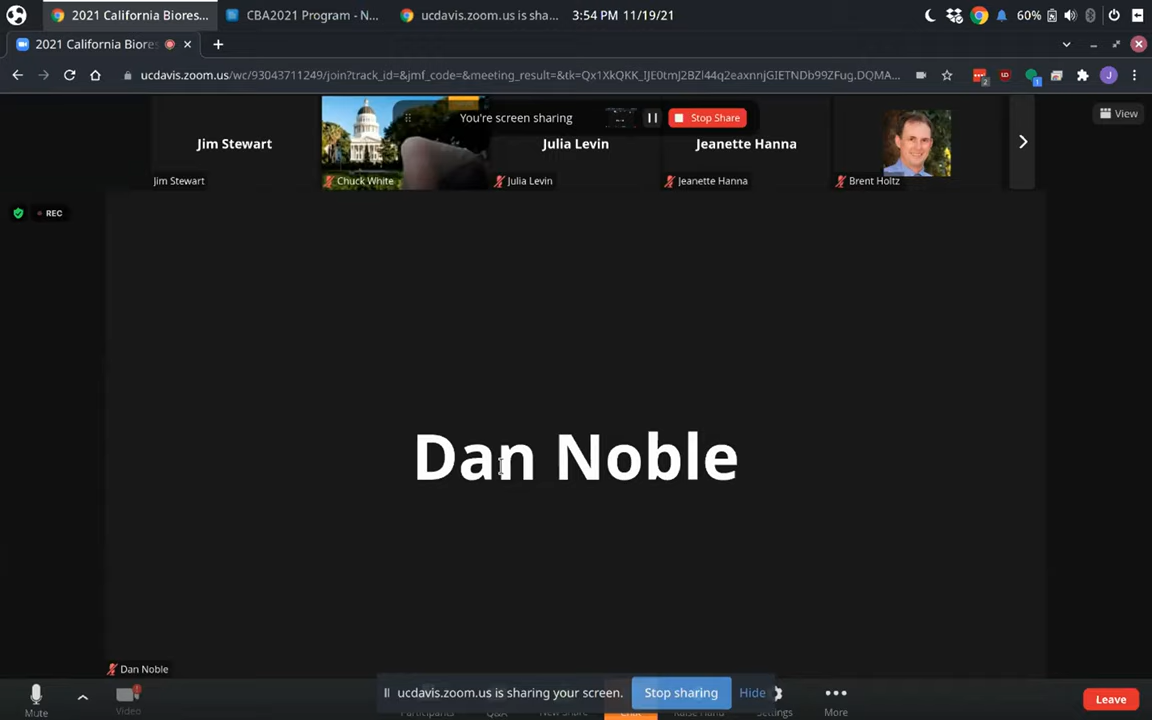 2021 California Biores...
CBA2021 Program - N...
ucdavis.zoom.us is sha...
3:54 PM 11/19/21
60%
2021 California Biores
ucdavis.zoom.us/wc/93043711249/join?track_id=&jmf_code=&meeting_result=&tk=Qx1XkQKK_IJE0tmJ2BZl44q2eaxnnjGIETNDb99ZFug.DQMA...
You're screen sharing
Stop Share
View
Jim Stewart
Julia Levin
Jeanette Hanna
Jim Stewart
Chuck White
Julia Levin
Jeanette Hanna
Brent Holtz
REC
Dan Noble
Dan Noble
ucdavis.zoom.us is sharing your screen.
Stop sharing
Hide
Mute
Video
More
Leave